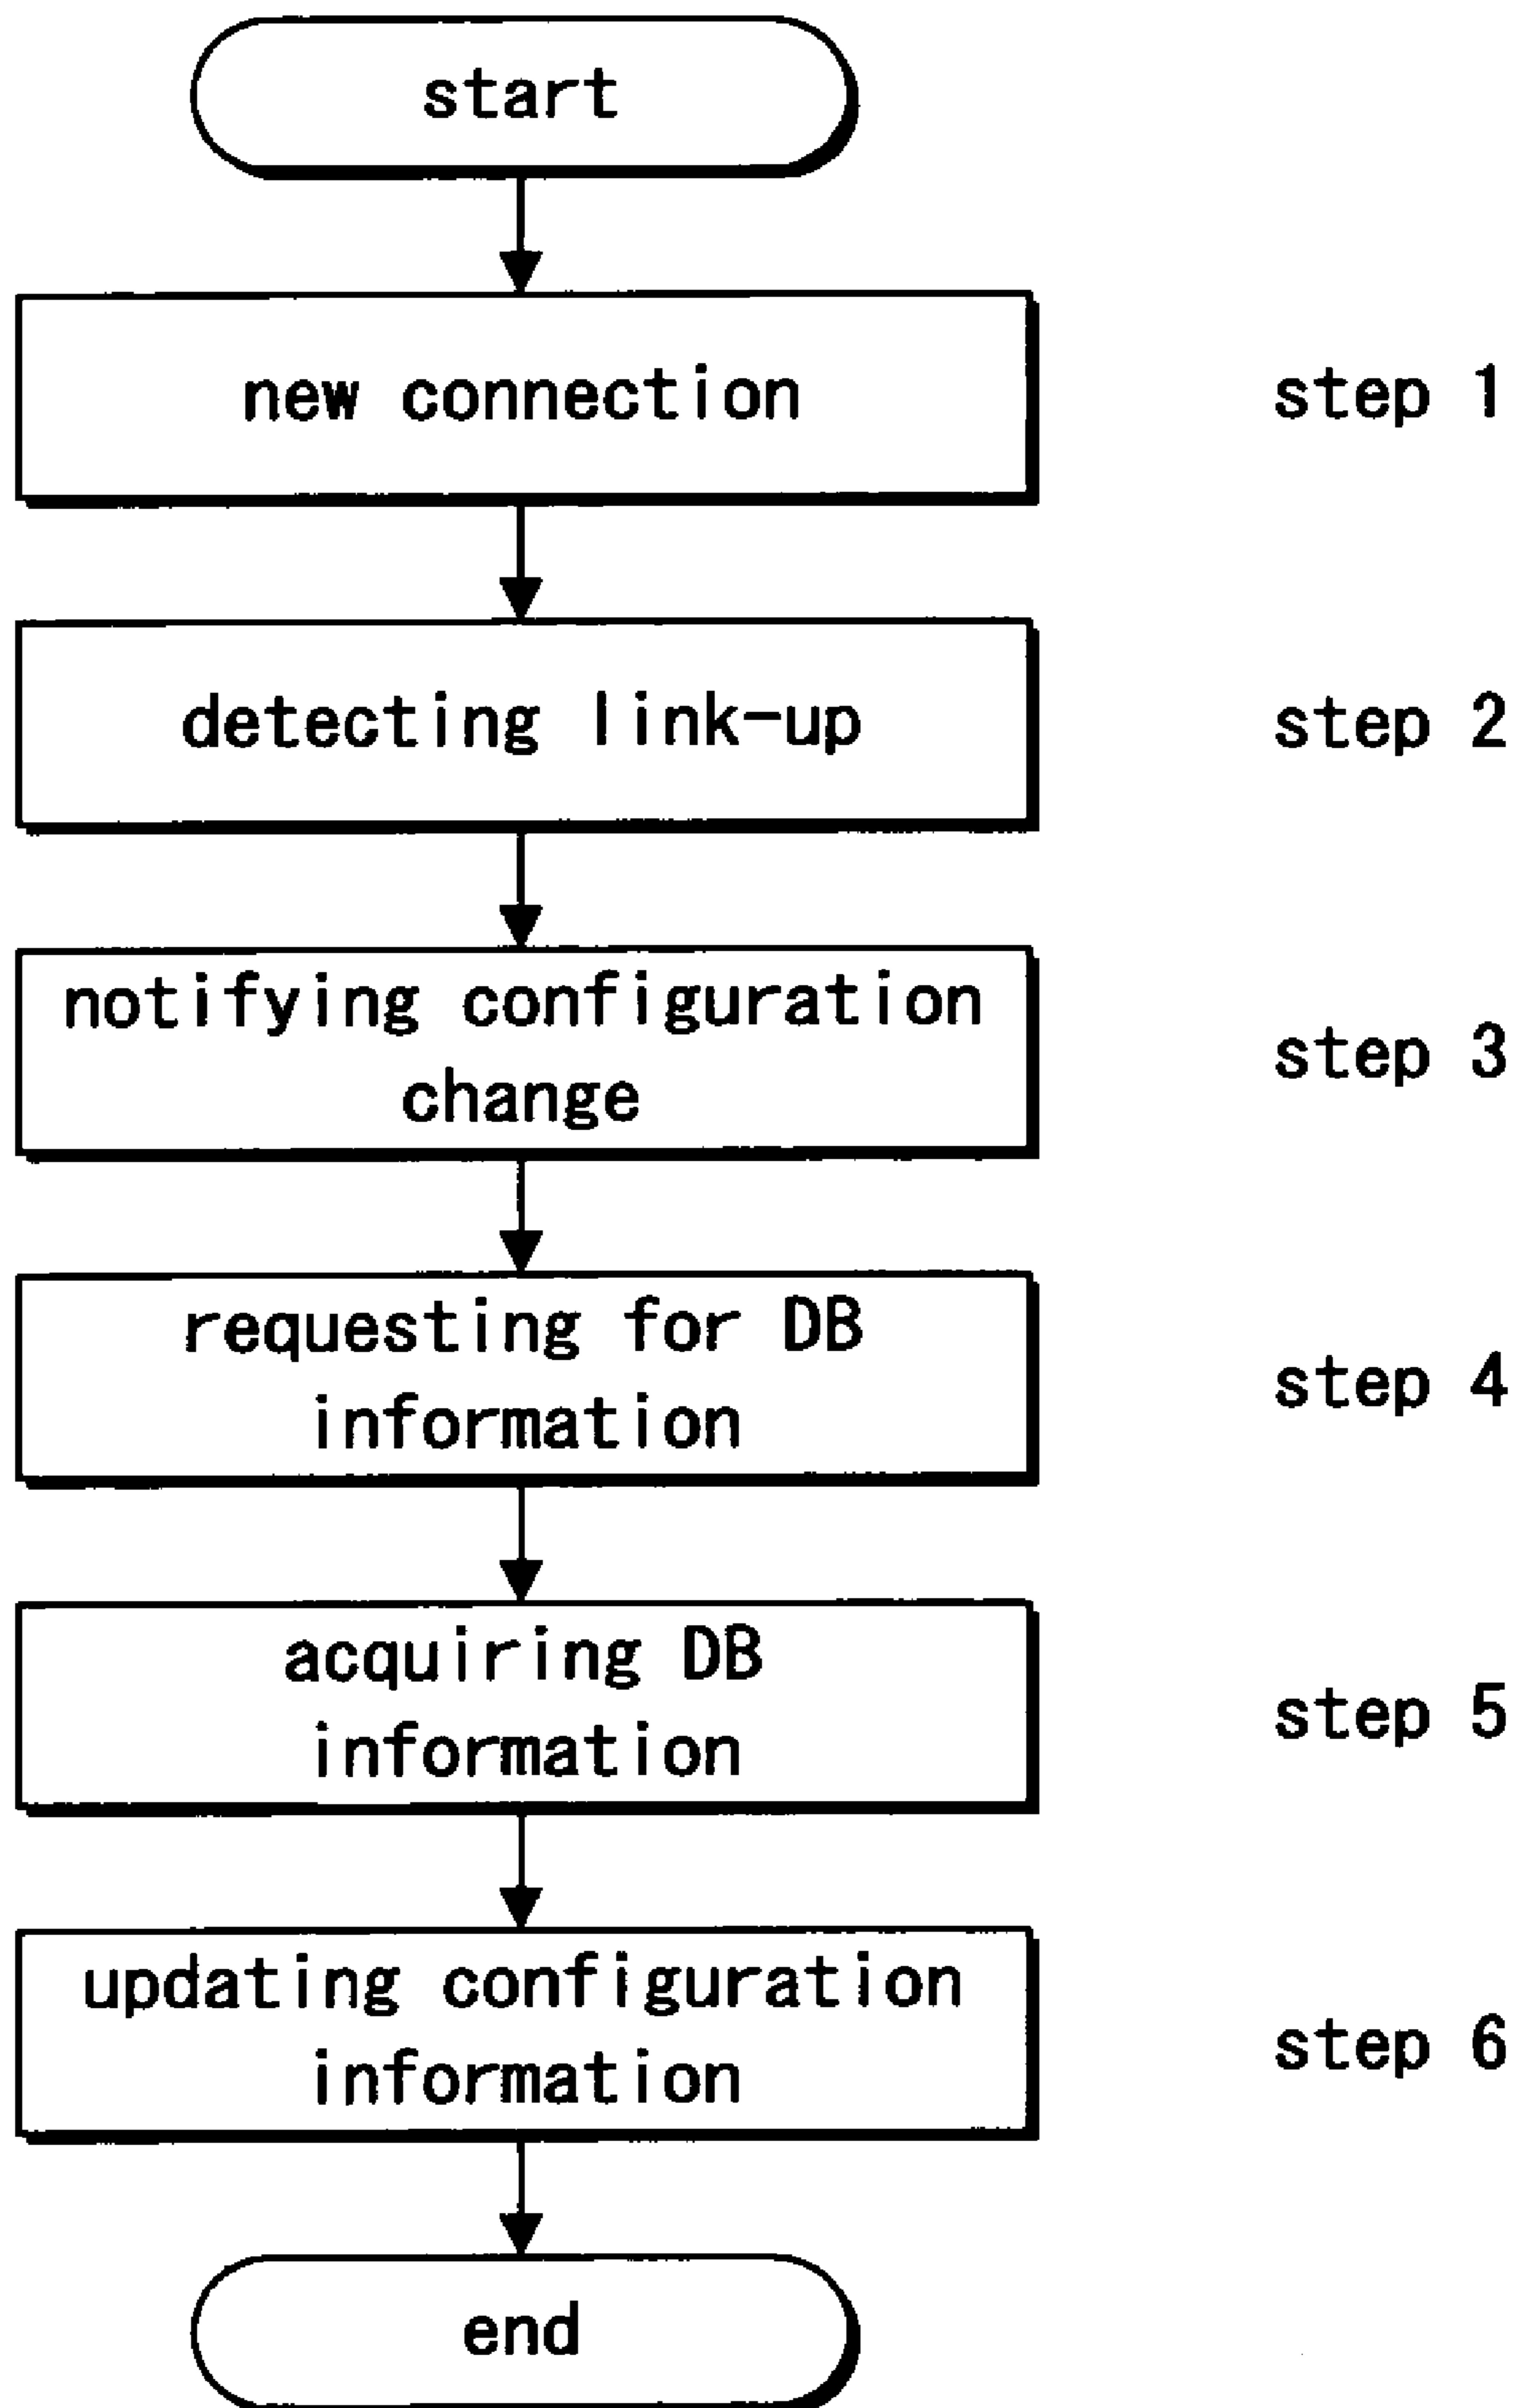 start
new connection
step 1
detecting link-up
step 2
notifying configuration
change
step 3
requesting for DB
information
step 4
acquiring DB
information
step 5
updating configuration
information
step 6
end